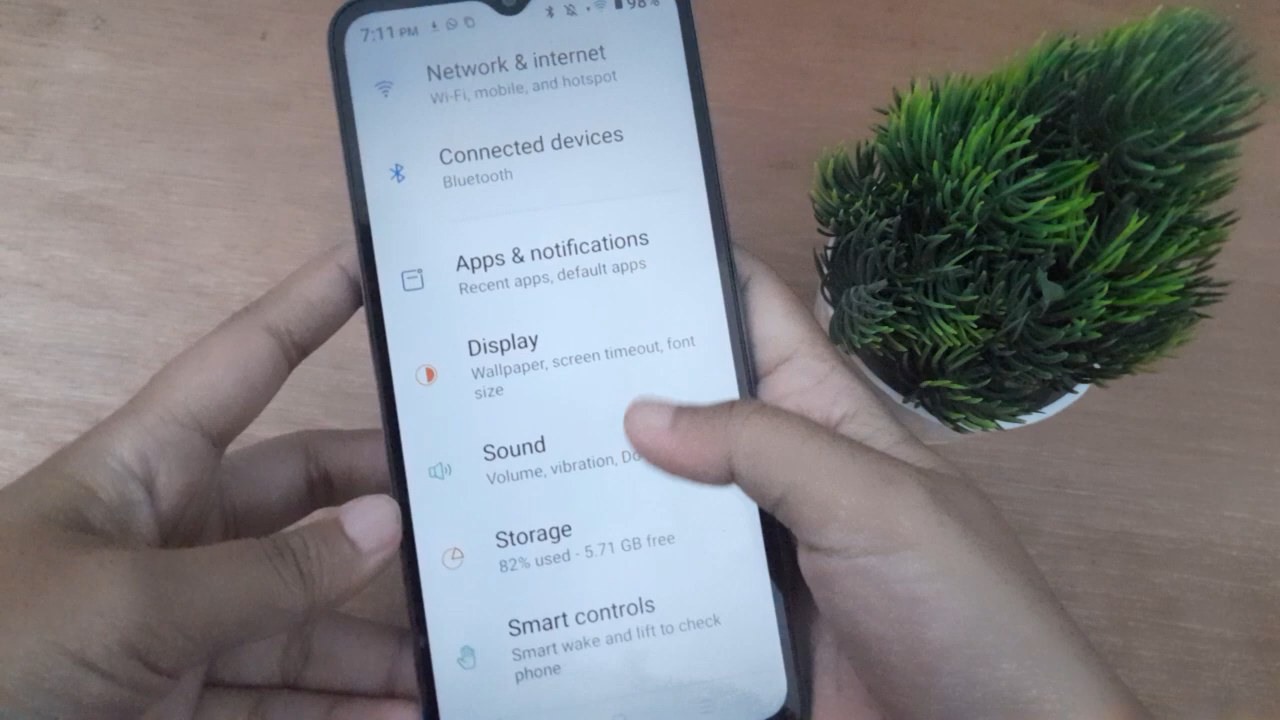 7:11 PM 98%
Network & internet
Wi-Fi, mobile, and hotspot
Connected devices
Bluetooth
Apps & notifications
Recent apps, default apps
Display
Wallpaper, screen timeout, font
size
Sound
Volume, vibration, Do
Storage
82% used - 5.71 GB free
Smart controls
Smart wake and lift to check
phone